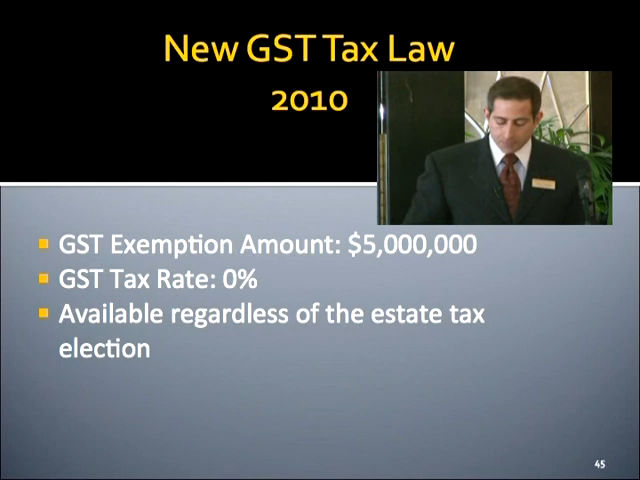 New GST Tax Law
2010
GST Exemption Amount: $5,000,000
GST Tax Rate: 0%
Available regardless of the estate tax
election
45